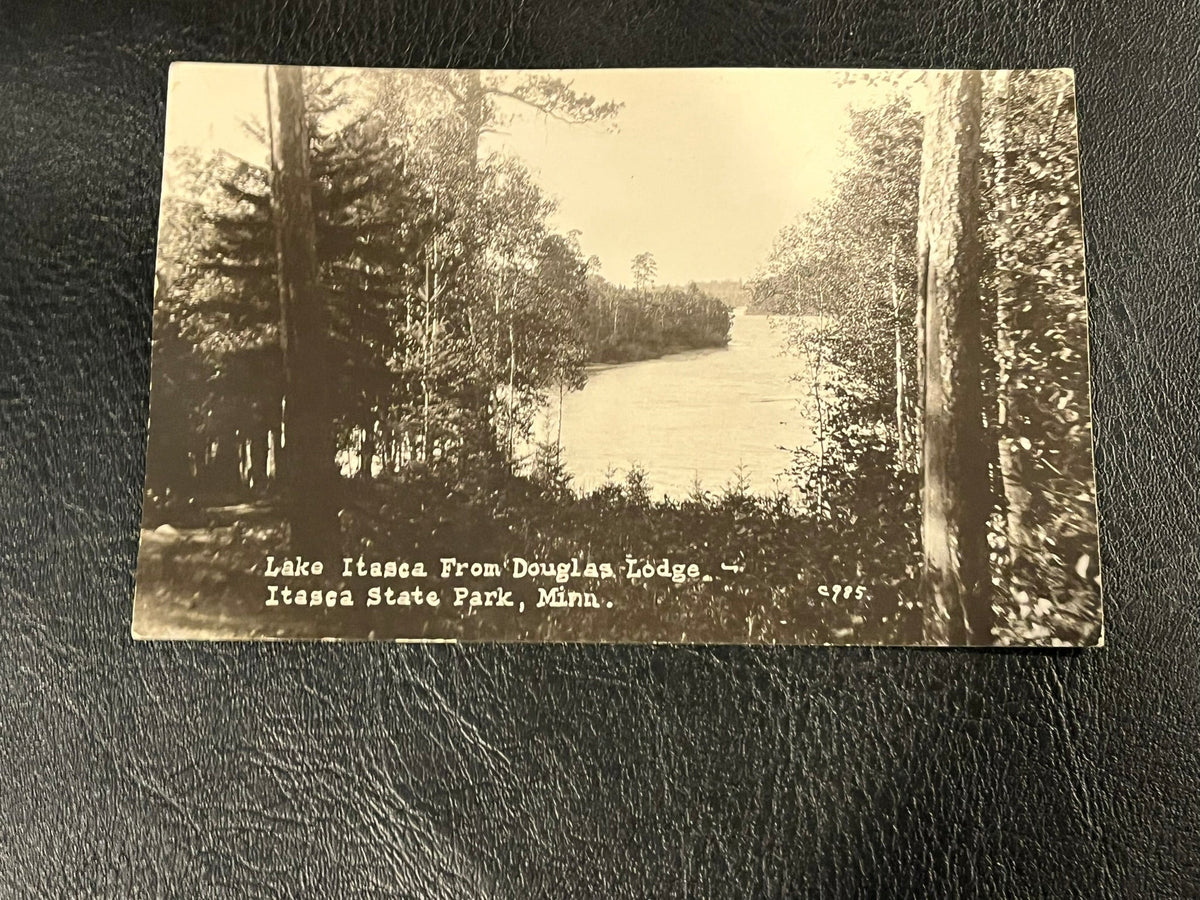 Lake Itasca From Douglas Lodge.
Itasca State Park, Minn.
C985.